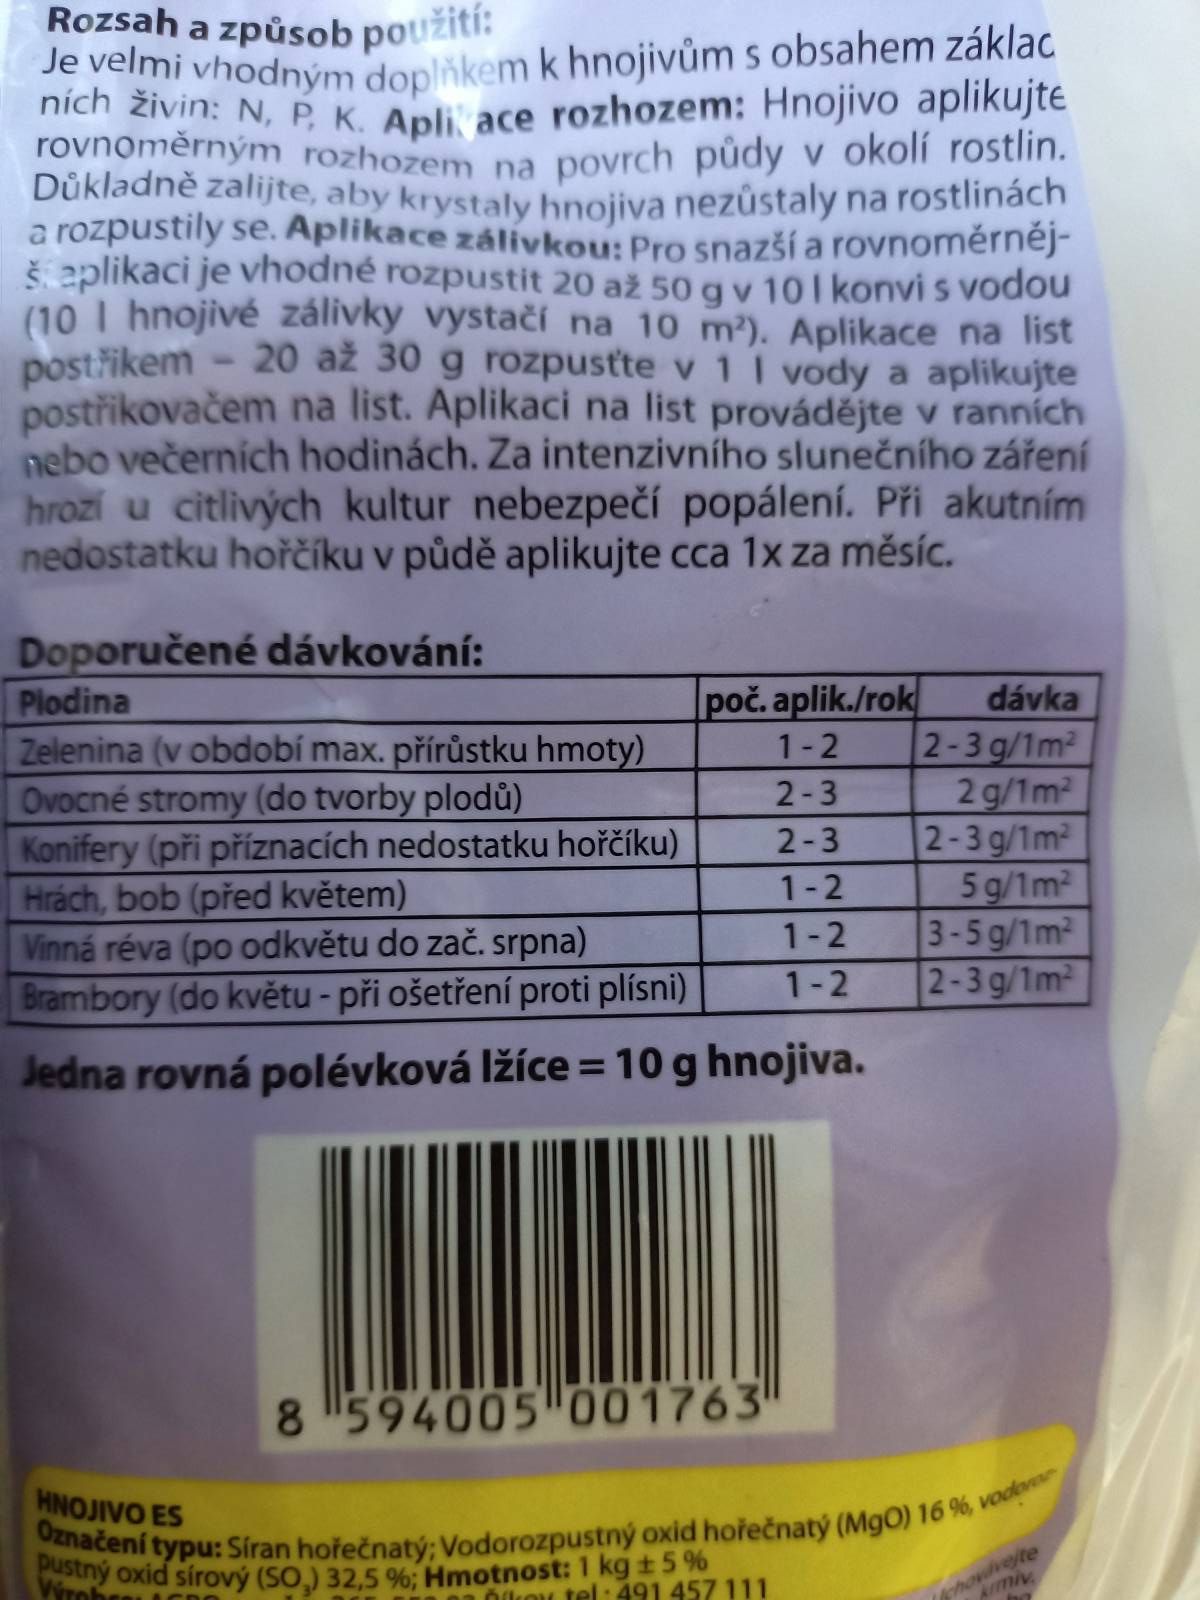 Rozsah a způsob použití:
Je velmi vhodným doplňkem k hnojivům s obsahem základ
ních živin: N, P, K. Aplikace rozhozem: Hnojivo aplikujte
rovnoměrným rozhozem na povrch půdy v okolí rostlin.
Důkladně zalijte, aby krystaly hnojiva nezůstaly na rostlinách
a rozpustily se. Aplikace zálivkou: Pro snazší a rovnoměrněj-
ší aplikaci je vhodné rozpustit 20 až 50 g v 10 l konvi s vodou
(10 l hnojivé zálivky vystačí na 10 m²). Aplikace na list
postřikem – 20 až 30 g rozpusťte v 1 l vody a aplikujte
postřikovačem na list. Aplikaci na list provádějte v ranních
nebo večerních hodinách. Za intenzivního slunečního záření
hrozí u citlivých kultur nebezpečí popálení. Při akutním
nedostatku hořčíku v půdě aplikujte cca 1x za měsíc.
Doporučené dávkování:
Plodina poč. aplik./rok dávka
Zelenina (v období max. přírůstku hmoty) 1 - 2 2 - 3 g/1m²
Ovocné stromy (do tvorby plodů) 2 - 3 2 g/1m²
Konifery (při příznacích nedostatku hořčíku) 2 - 3 2 - 3 g/1m²
Hrách, bob (před květem) 1 - 2 5 g/1m²
Vinná réva (po odkvětu do zač. srpna) 1 - 2 3 - 5 g/1m²
Brambory (do květu - při ošetření proti plísni) 1 - 2 2 - 3 g/1m²
Jedna rovná polévková lžíce = 10 g hnojiva.
8 594005 001763
HNOJIVO ES
Označení typu: Síran hořečnatý; Vodorozpustný oxid hořečnatý (MgO) 16 %, vodoroz-
pustný oxid sírový (SO₃) 32,5 %; Hmotnost: 1 kg ± 5 %
tel.: 491 457 111